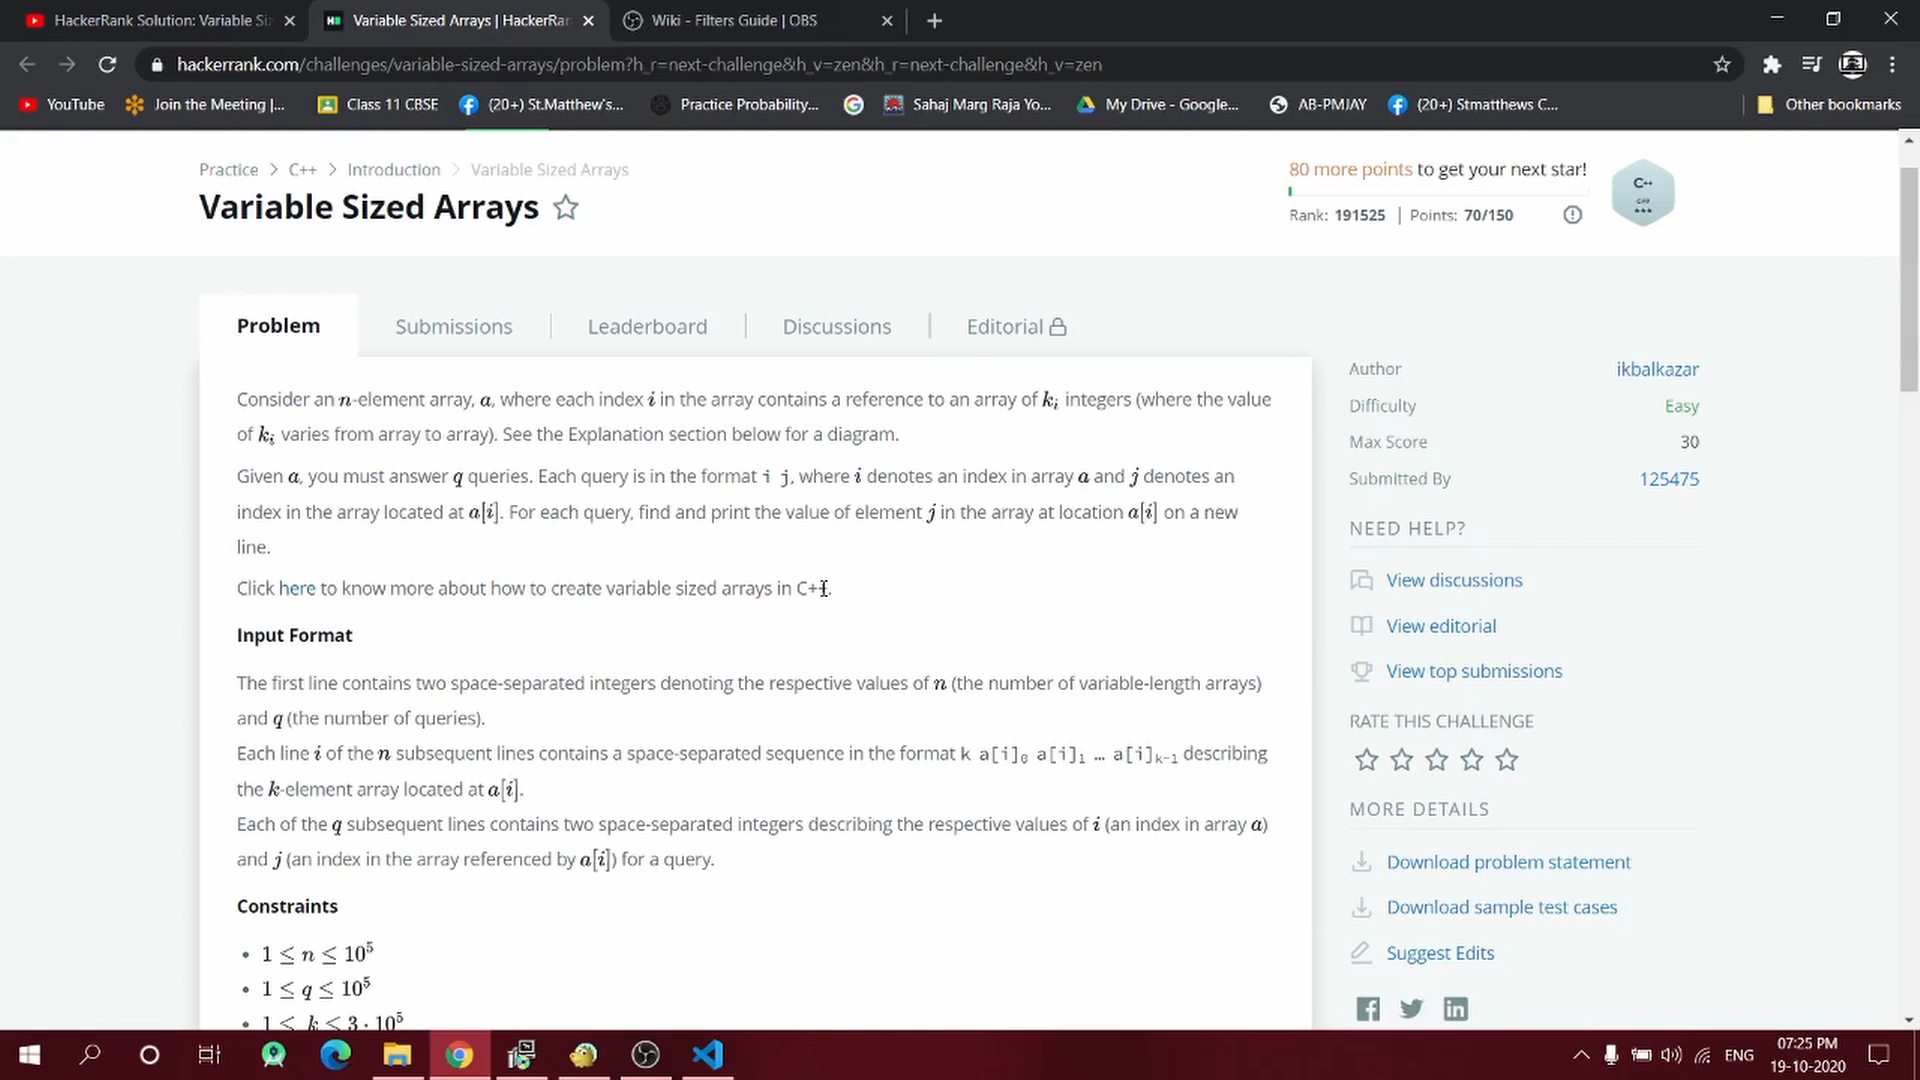 HackerRank Solution: Variable Siz
Variable Sized Arrays | HackerRan
Wiki - Filters Guide | OBS
hackerrank.com/challenges/variable-sized-arrays/problem?h_r=next-challenge&h_v=zen&h_r=next-challenge&h_v=zen
YouTube
Join the Meeting |...
Class 11 CBSE
(20+) St.Matthew's...
Practice Probability...
Sahaj Marg Raja Yo...
My Drive - Google...
AB-PMJAY
(20+) Stmatthews C...
Other bookmarks
Practice > C++ > Introduction > Variable Sized Arrays
Variable Sized Arrays
80 more points to get your next star!
Rank: 191525 | Points: 70/150
C++
CPP
Problem
Submissions
Leaderboard
Discussions
Editorial
Consider an n-element array, a, where each index i in the array contains a reference to an array of kᵢ integers (where the value
of kᵢ varies from array to array). See the Explanation section below for a diagram.
Given a, you must answer q queries. Each query is in the format i j, where i denotes an index in array a and j denotes an
index in the array located at a[i]. For each query, find and print the value of element j in the array at location a[i] on a new
line.
Click here to know more about how to create variable sized arrays in C++.
Input Format
The first line contains two space-separated integers denoting the respective values of n (the number of variable-length arrays)
and q (the number of queries).
Each line i of the n subsequent lines contains a space-separated sequence in the format k a[i]₀ a[i]₁ … a[i]ₖ₋₁ describing
the k-element array located at a[i].
Each of the q subsequent lines contains two space-separated integers describing the respective values of i (an index in array a)
and j (an index in the array referenced by a[i]) for a query.
Constraints
• 1 ≤ n ≤ 10⁵
• 1 ≤ q ≤ 10⁵
• 1 ≤ k ≤ 3 · 10⁵
Author ikbalkazar
Difficulty Easy
Max Score 30
Submitted By 125475
NEED HELP?
View discussions
View editorial
View top submissions
RATE THIS CHALLENGE
MORE DETAILS
Download problem statement
Download sample test cases
Suggest Edits
ENG
07:25 PM
19-10-2020